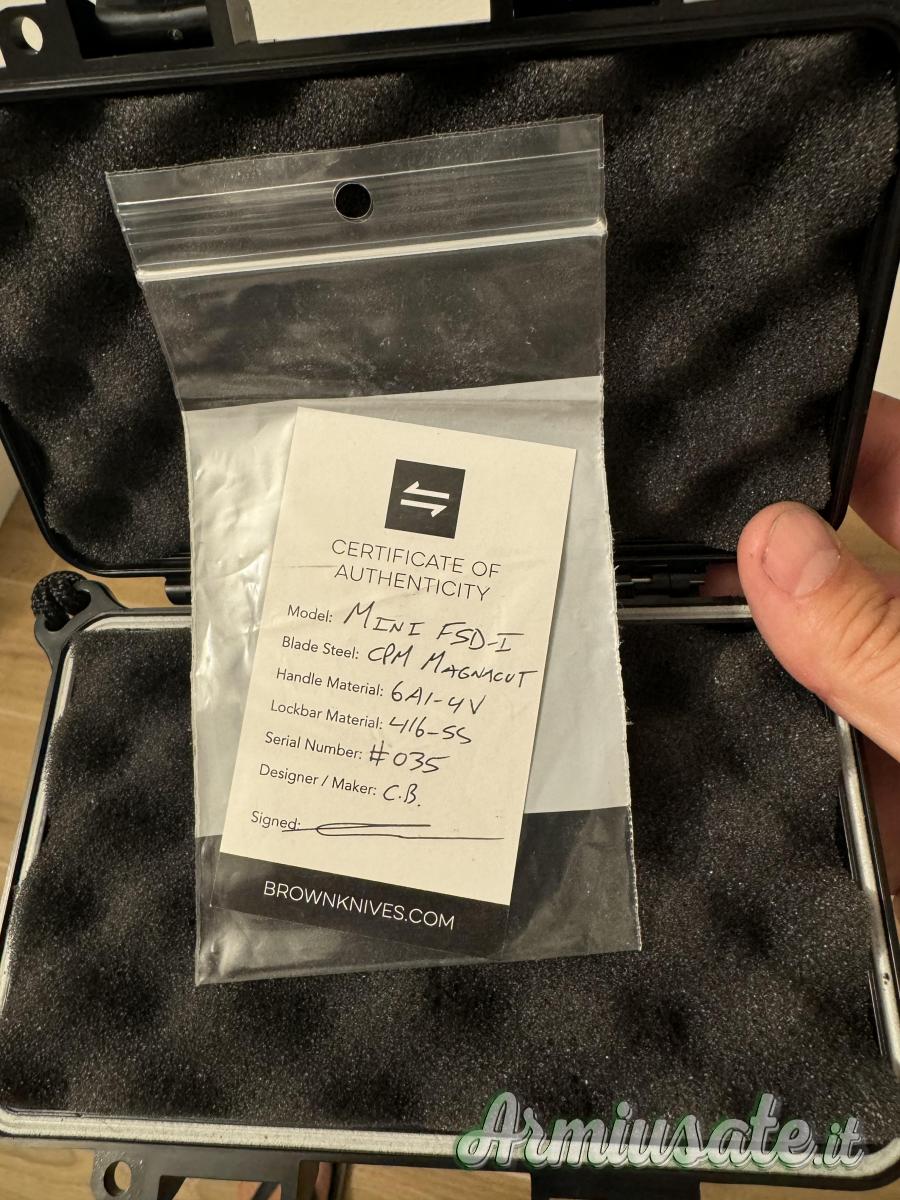 CERTIFICATE OF
AUTHENTICITY
Model: MINI FSD-I
Blade Steel: CPM MAGNACUT
Handle Material: 6Al-4V
Lockbar Material: 416-SS
Serial Number: #035
Designer / Maker: C.B.
Signed:
BROWNKNIVES.COM
Armiusate.it